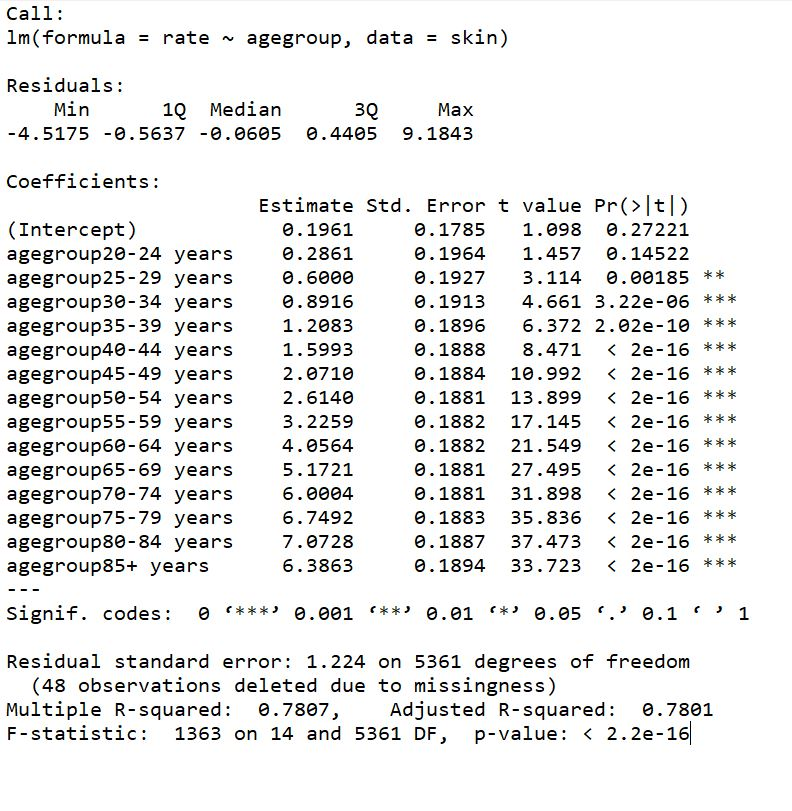 Call:
lm(formula = rate ~ agegroup, data = skin)
Residuals:
    Min      1Q  Median      3Q     Max
-4.5175 -0.5637 -0.0605  0.4405  9.1843
Coefficients:
                     Estimate Std. Error t value Pr(>|t|)
(Intercept)            0.1961     0.1785   1.098  0.27221
agegroup20-24 years    0.2861     0.1964   1.457  0.14522
agegroup25-29 years    0.6000     0.1927   3.114  0.00185 **
agegroup30-34 years    0.8916     0.1913   4.661 3.22e-06 ***
agegroup35-39 years    1.2083     0.1896   6.372 2.02e-10 ***
agegroup40-44 years    1.5993     0.1888   8.471  < 2e-16 ***
agegroup45-49 years    2.0710     0.1884  10.992  < 2e-16 ***
agegroup50-54 years    2.6140     0.1881  13.899  < 2e-16 ***
agegroup55-59 years    3.2259     0.1882  17.145  < 2e-16 ***
agegroup60-64 years    4.0564     0.1882  21.549  < 2e-16 ***
agegroup65-69 years    5.1721     0.1881  27.495  < 2e-16 ***
agegroup70-74 years    6.0004     0.1881  31.898  < 2e-16 ***
agegroup75-79 years    6.7492     0.1883  35.836  < 2e-16 ***
agegroup80-84 years    7.0728     0.1887  37.473  < 2e-16 ***
agegroup85+ years      6.3863     0.1894  33.723  < 2e-16 ***
---
Signif. codes:  0 ‘***’ 0.001 ‘**’ 0.01 ‘*’ 0.05 ‘.’ 0.1 ‘ ’ 1
Residual standard error: 1.224 on 5361 degrees of freedom
  (48 observations deleted due to missingness)
Multiple R-squared:  0.7807,    Adjusted R-squared:  0.7801
F-statistic:  1363 on 14 and 5361 DF,  p-value: < 2.2e-16